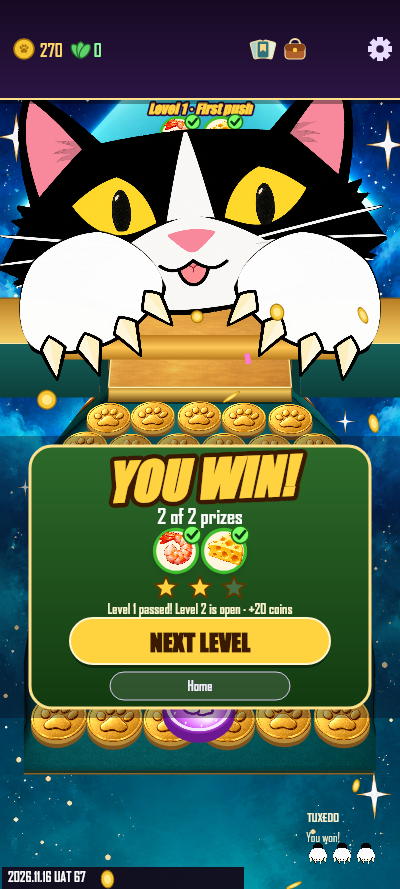 270
0
Level 1 - First push
YOU WIN!
2 of 2 prizes
Level 1 passed! Level 2 is open - +20 coins
NEXT LEVEL
Home
TUXEDO
You won!
2026.11.16 UAT 67